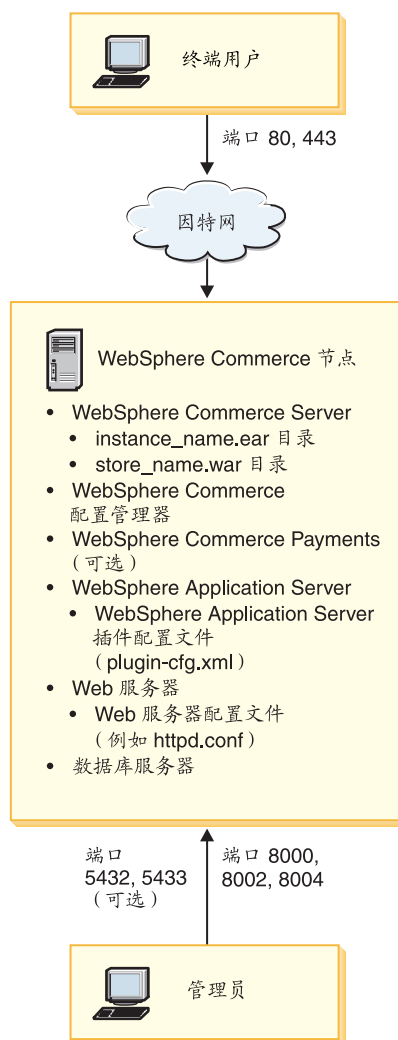 终端用户
端口 80, 443
因特网
WebSphere Commerce 节点
• WebSphere Commerce Server
• instance_name.ear 目录
• store_name.war 目录
• WebSphere Commerce
配置管理器
• WebSphere Commerce Payments
（可选）
• WebSphere Application Server
• WebSphere Application Server
插件配置文件
（plugin-cfg.xml）
• Web 服务器
• Web 服务器配置文件
（例如 httpd.conf）
• 数据库服务器
端口
5432, 5433
（可选）
端口 8000,
8002, 8004
管理员